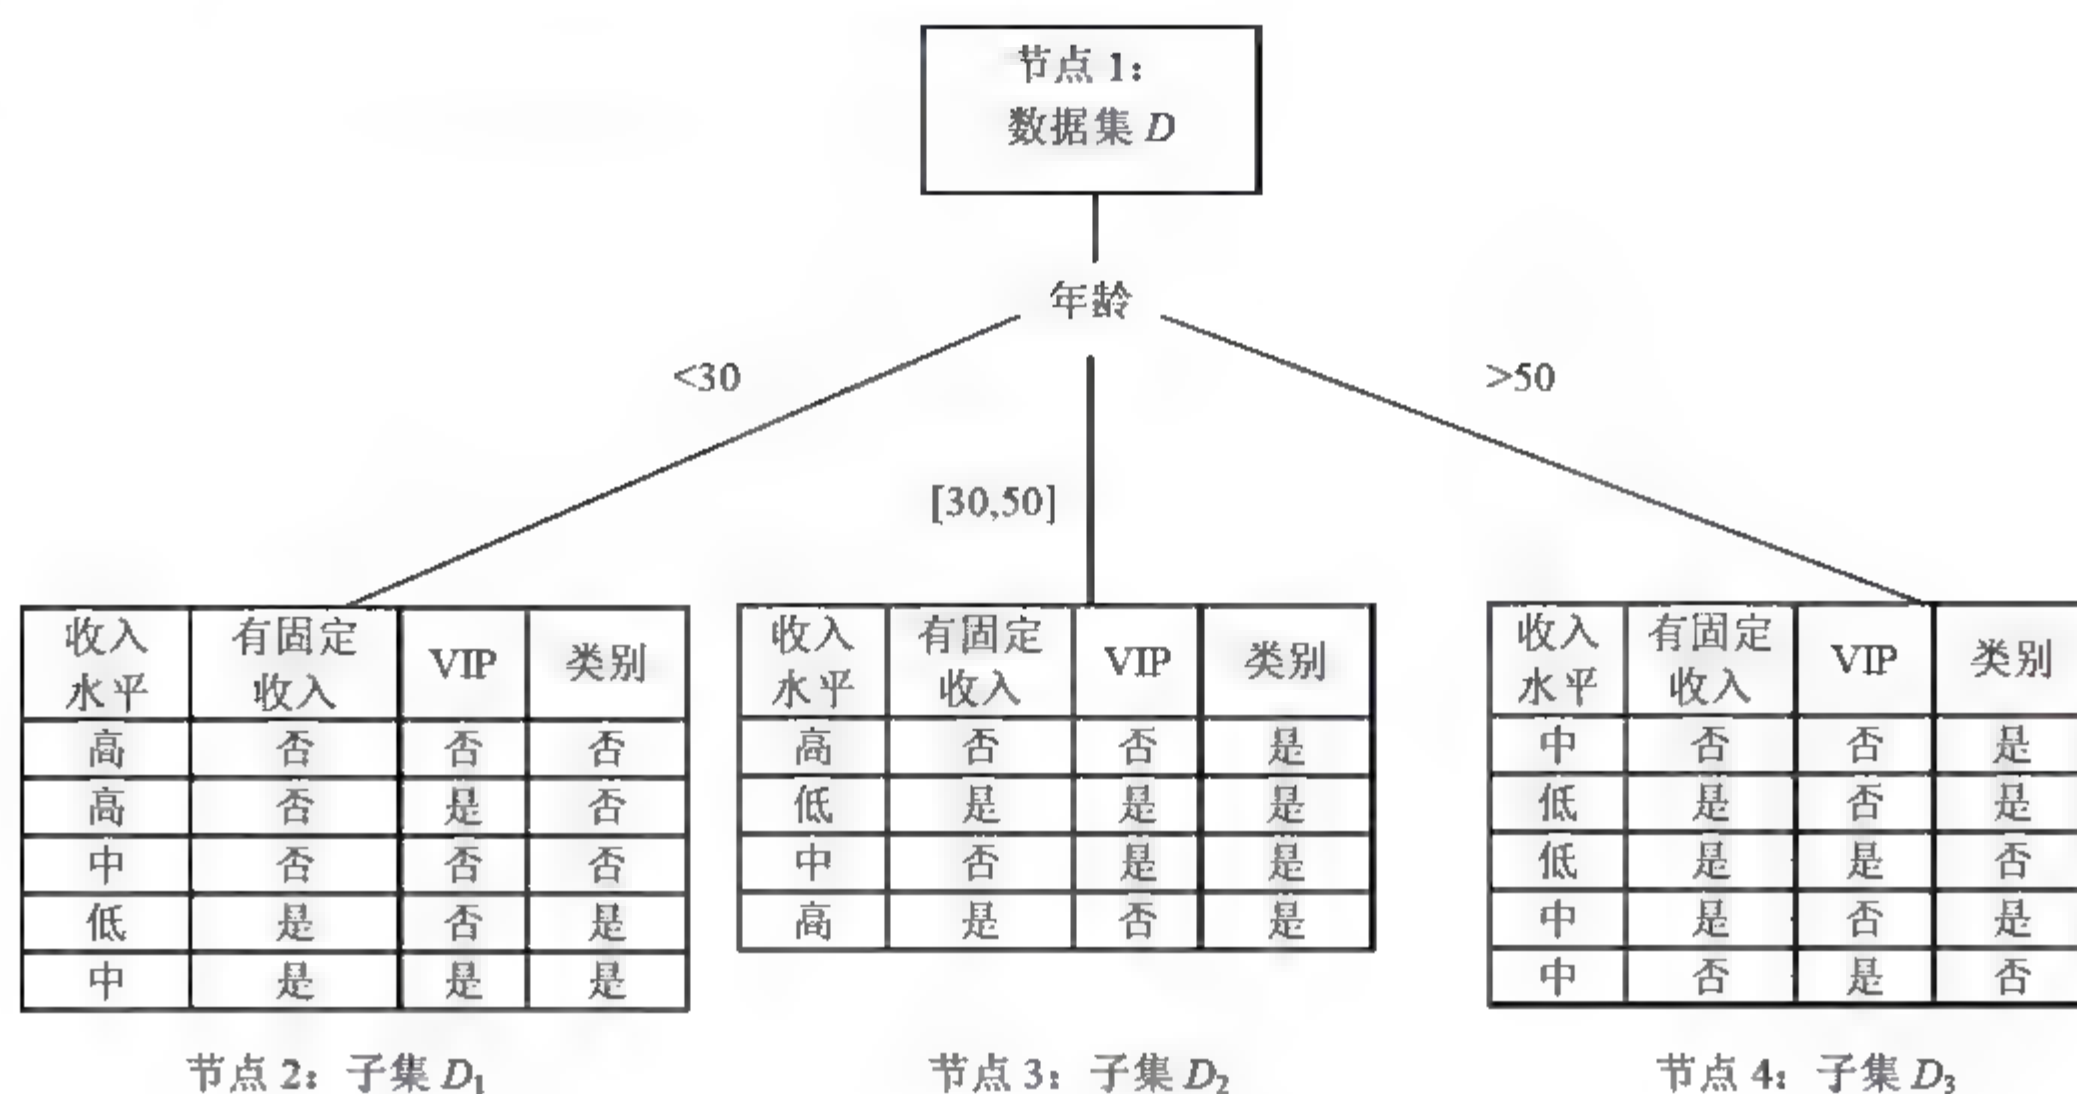 节点 1：
数据集 D
年龄
<30
[30,50]
>50
收入水平 有固定收入 VIP 类别
高 否 否 否
高 否 是 否
中 否 否 否
低 是 否 是
中 是 是 是
节点 2：子集 D₁
收入水平 有固定收入 VIP 类别
高 否 否 是
低 是 是 是
中 否 是 是
高 是 否 是
节点 3：子集 D₂
收入水平 有固定收入 VIP 类别
中 否 否 是
低 是 否 是
低 是 是 否
中 是 否 是
中 否 是 否
节点 4：子集 D₃